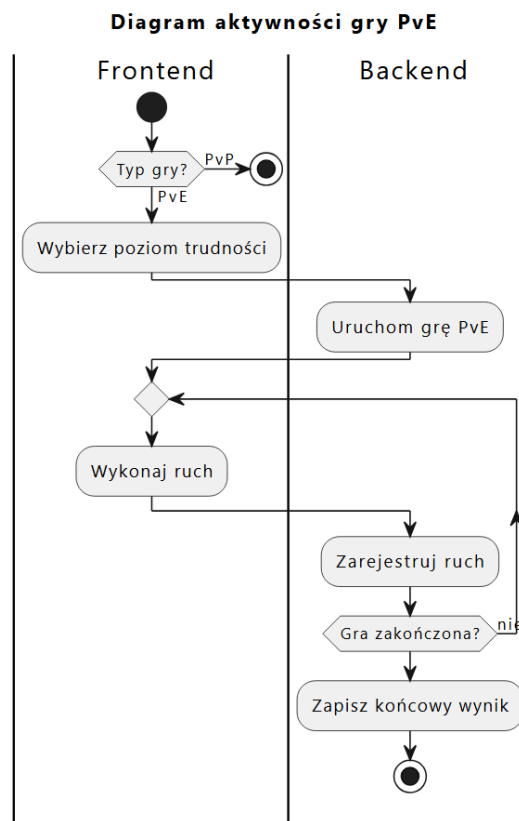 Diagram aktywności gry PvE
Frontend
Backend
Typ gry?
PvP
PvE
Wybierz poziom trudności
Uruchom grę PvE
Wykonaj ruch
Zarejestruj ruch
Gra zakończona?
nie
Zapisz końcowy wynik